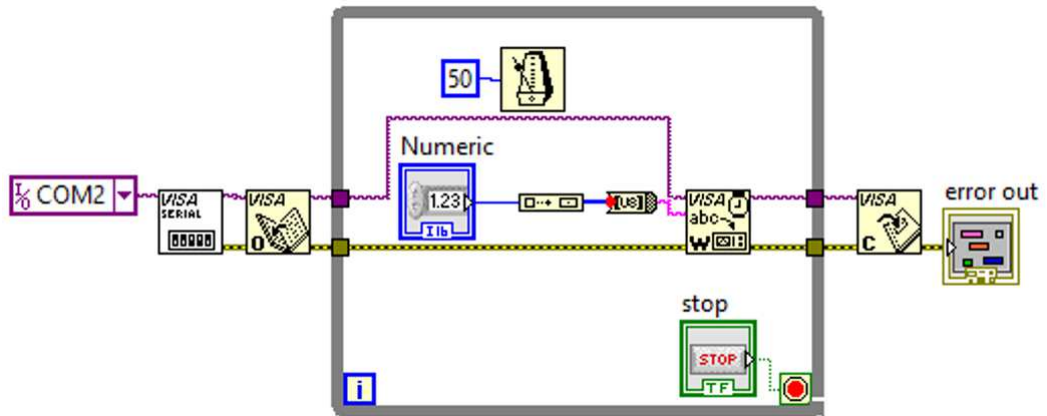 50
Numeric
1.23
I16
I/O COM2
VISA
SERIAL
VISA
O
[U8]
VISA
abc
W
VISA
C
error out
stop
STOP
TF
i